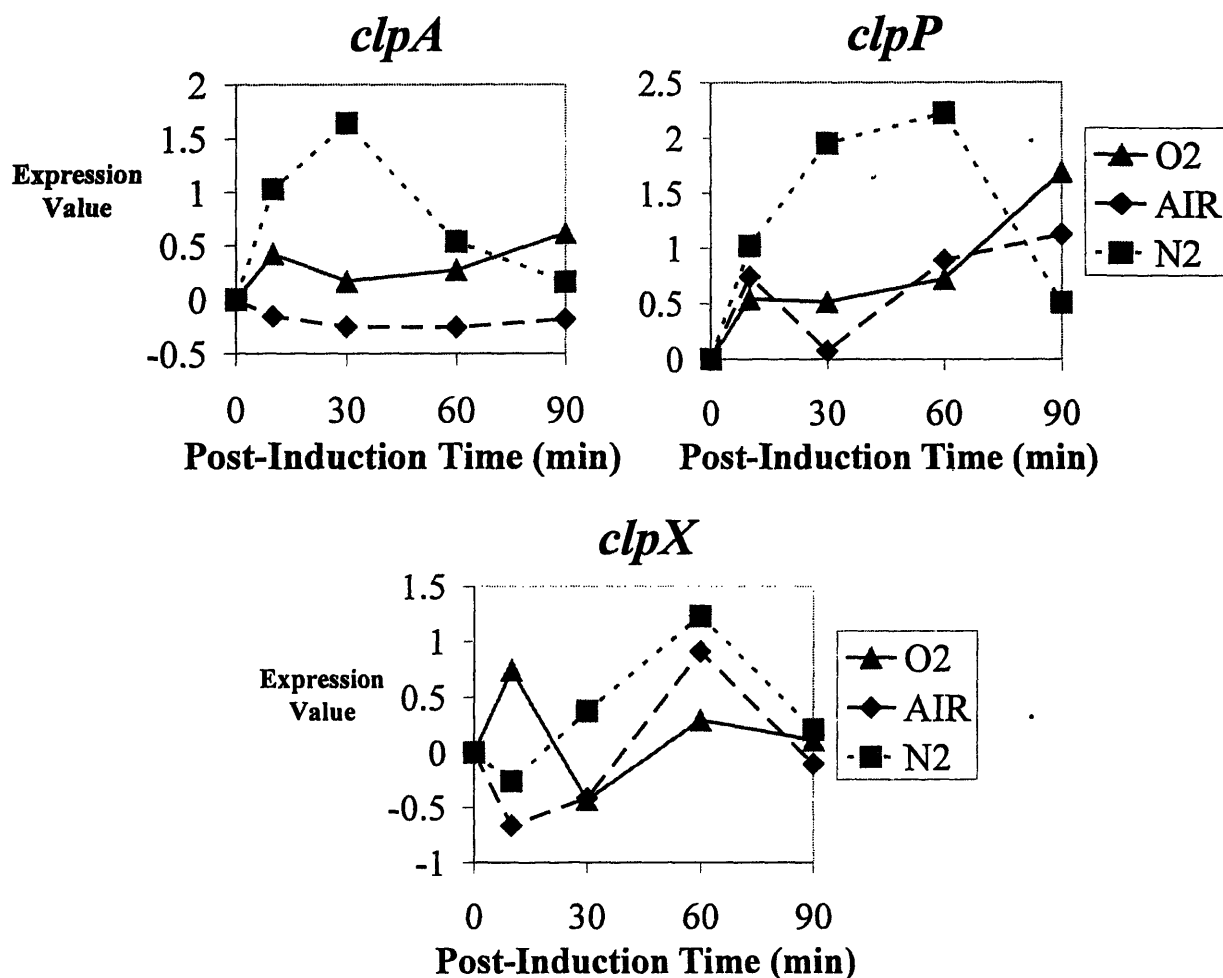 clpA
clpP
2
1.5
1
0.5
0
-0.5
Expression
Value
0 30 60 90
Post-Induction Time (min)
2.5
2
1.5
1
0.5
0
0 30 60 90
Post-Induction Time (min)
O2
AIR
N2
clpX
1.5
1
0.5
0
-0.5
-1
Expression
Value
0 30 60 90
Post-Induction Time (min)
O2
AIR
N2